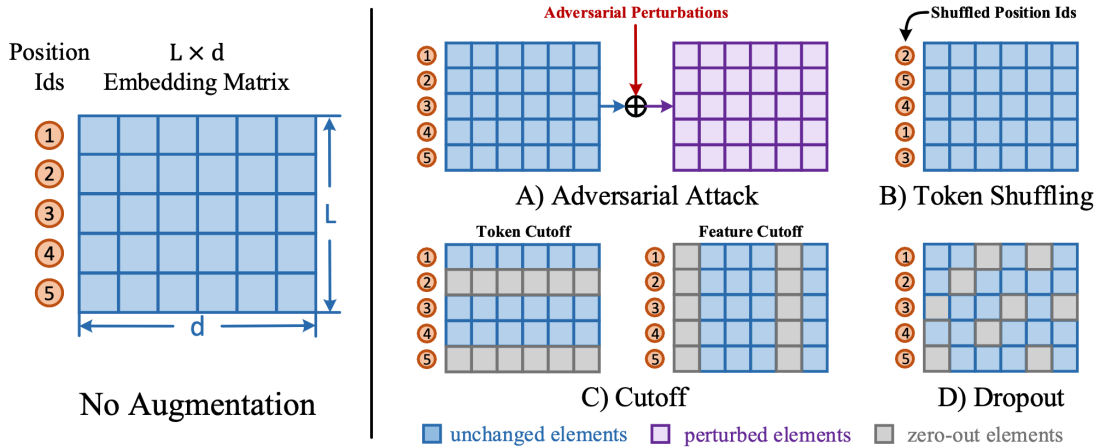 Position
Ids
L × d
Embedding Matrix
1
2
3
4
5
L
d
No Augmentation
Adversarial Perturbations
1
2
3
4
5
A) Adversarial Attack
Shuffled Position Ids
2
5
4
1
3
B) Token Shuffling
Token Cutoff
1
2
3
4
5
Feature Cutoff
1
2
3
4
5
C) Cutoff
1
2
3
4
5
D) Dropout
unchanged elements
perturbed elements
zero-out elements